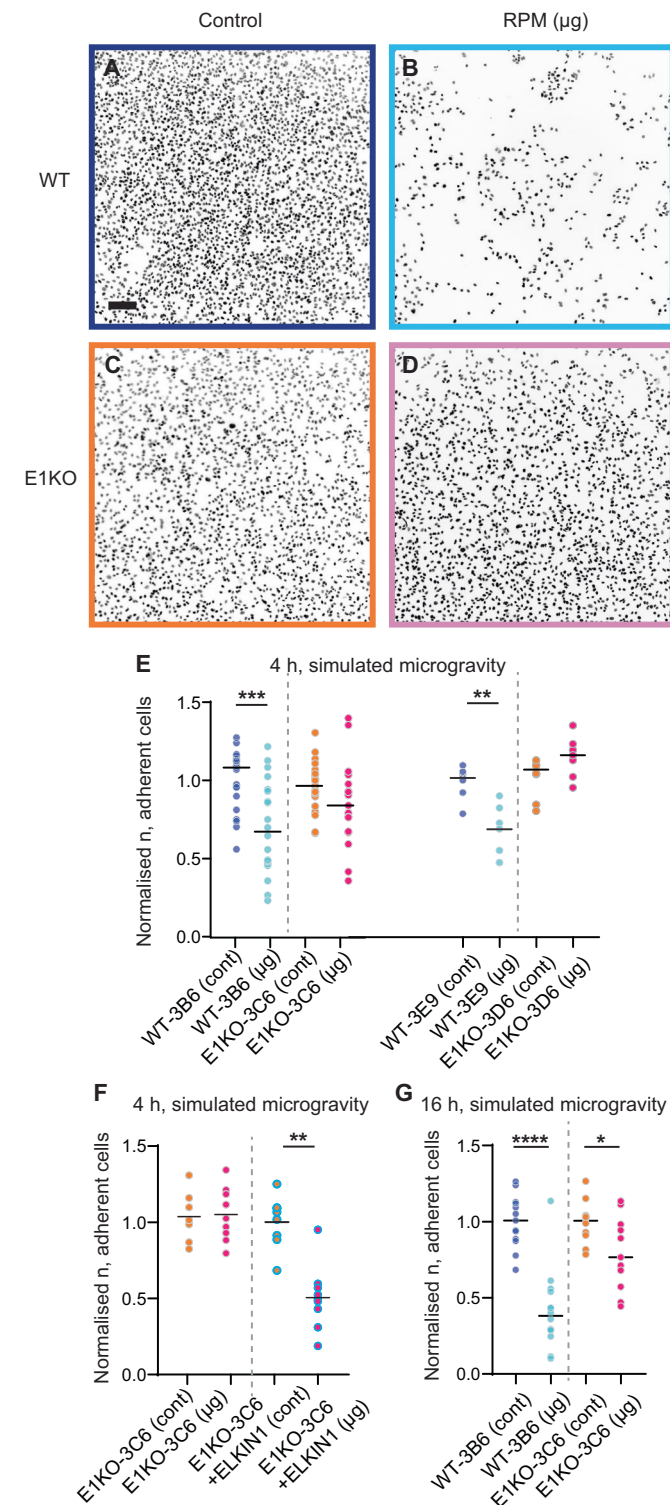 Control RPM (µg)
A B
WT
C D
E1KO
E 4 h, simulated microgravity
Normalised n, adherent cells
1.5
1.0
0.5
0.0
*** **
WT-3B6 (cont)
WT-3B6 (µg)
E1KO-3C6 (cont)
E1KO-3C6 (µg)
WT-3E9 (cont)
WT-3E9 (µg)
E1KO-3D6 (cont)
E1KO-3D6 (µg)
F 4 h, simulated microgravity
Normalised n, adherent cells
1.5
1.0
0.5
0.0
**
E1KO-3C6 (cont)
E1KO-3C6 (µg)
E1KO-3C6
+ELKIN1 (cont)
E1KO-3C6
+ELKIN1 (µg)
G 16 h, simulated microgravity
Normalised n, adherent cells
1.5
1.0
0.5
0.0
**** *
WT-3B6 (cont)
WT-3B6 (µg)
E1KO-3C6 (cont)
E1KO-3C6 (µg)